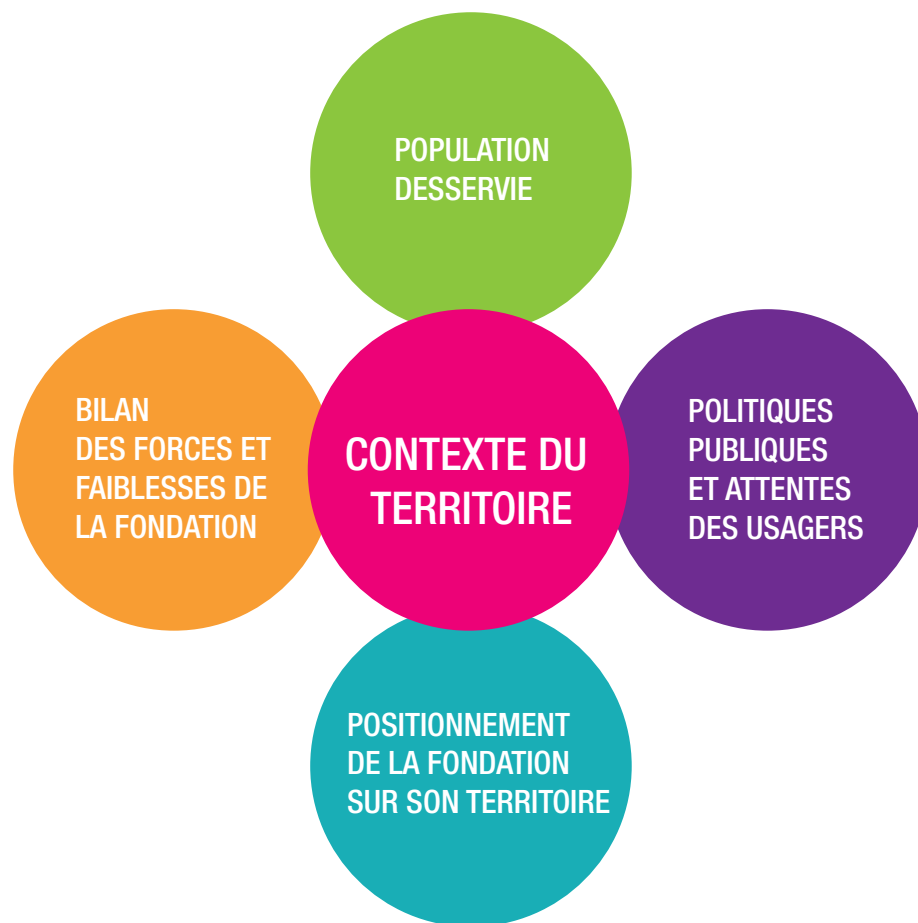 POPULATION
DESSERVIE
BILAN
DES FORCES ET
FAIBLESSES DE
LA FONDATION
CONTEXTE DU
TERRITOIRE
POLITIQUES
PUBLIQUES
ET ATTENTES
DES USAGERS
POSITIONNEMENT
DE LA FONDATION
SUR SON TERRITOIRE